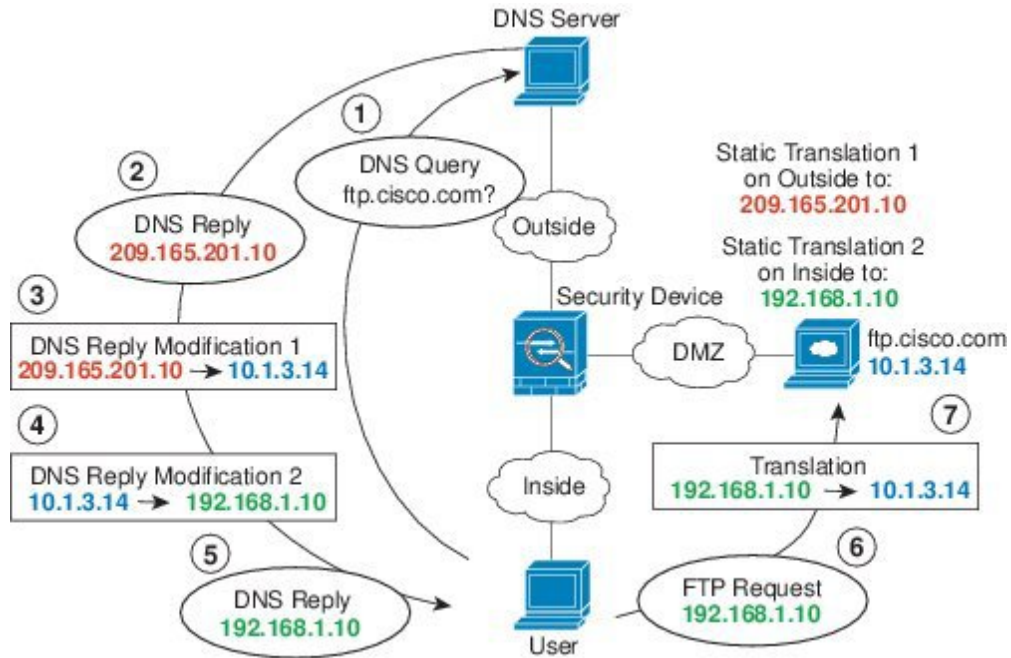 DNS Server
1
DNS Query
ftp.cisco.com?
2
DNS Reply
209.165.201.10
Outside
Static Translation 1
on Outside to:
209.165.201.10
Static Translation 2
on Inside to:
192.168.1.10
3
DNS Reply Modification 1
209.165.201.10 → 10.1.3.14
Security Device
DMZ
ftp.cisco.com
10.1.3.14
4
DNS Reply Modification 2
10.1.3.14 → 192.168.1.10
Inside
7
Translation
192.168.1.10 → 10.1.3.14
5
DNS Reply
192.168.1.10
User
6
FTP Request
192.168.1.10